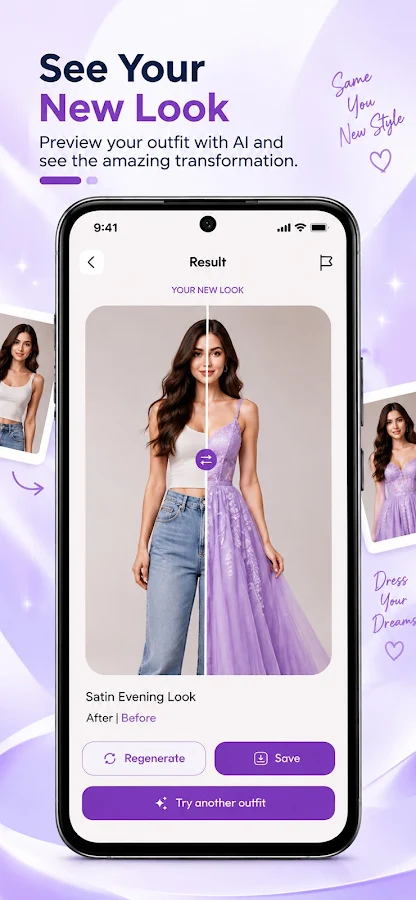 See Your
New Look
Preview your outfit with AI and
see the amazing transformation.
Same
You
New Style
9:41
Result
YOUR NEW LOOK
Dress
Your
Dreams
Satin Evening Look
After | Before
Regenerate
Save
Try another outfit